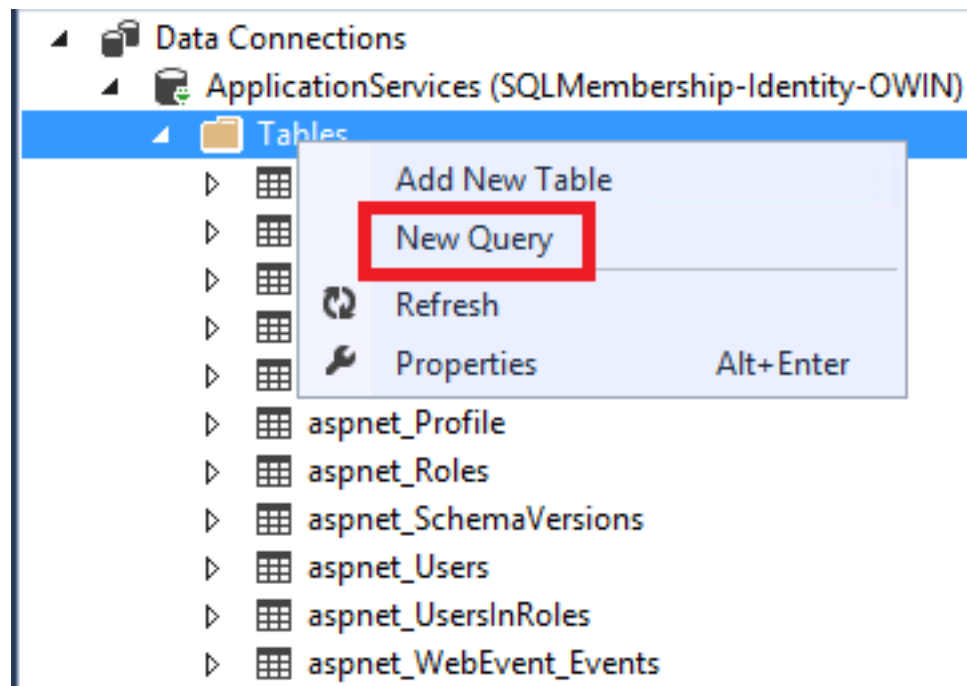 Data Connections
ApplicationServices (SQLMembership-Identity-OWIN)
Tables
Add New Table
New Query
Refresh
Properties Alt+Enter
aspnet_Profile
aspnet_Roles
aspnet_SchemaVersions
aspnet_Users
aspnet_UsersInRoles
aspnet_WebEvent_Events